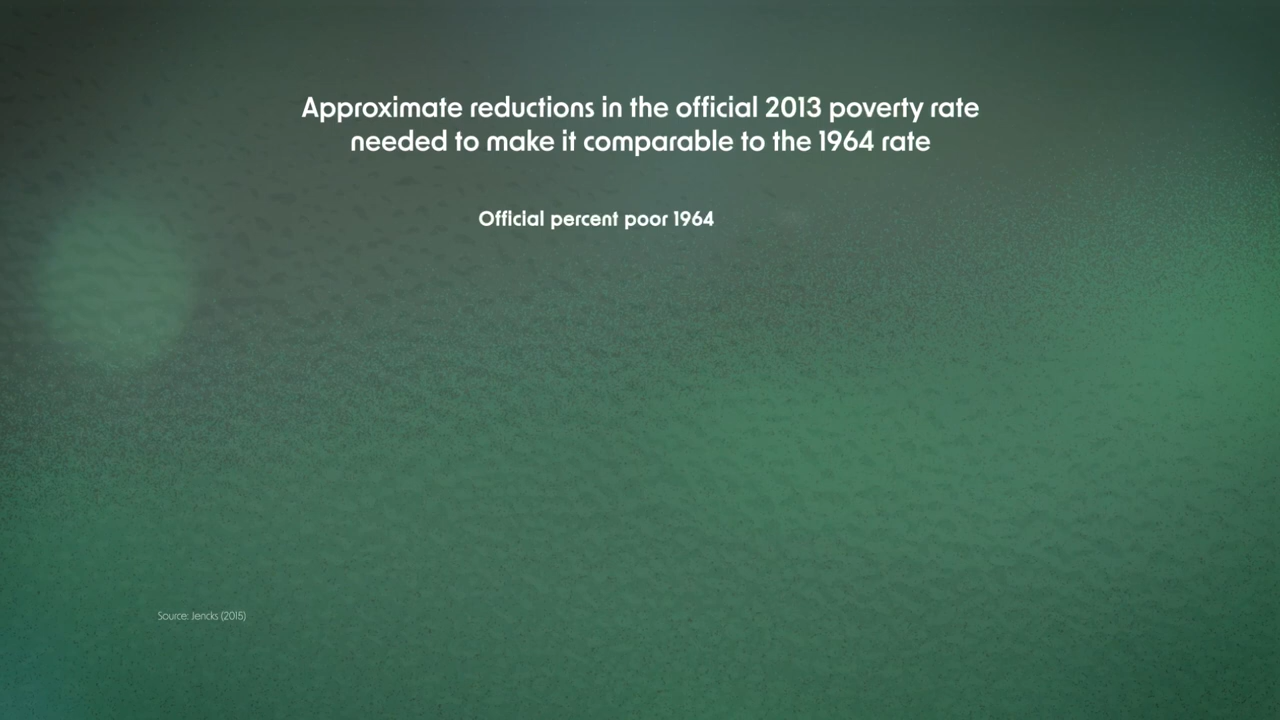 Approximate reductions in the official 2013 poverty rate
needed to make it comparable to the 1964 rate
Official percent poor 1964
Source: Jencks (2015)